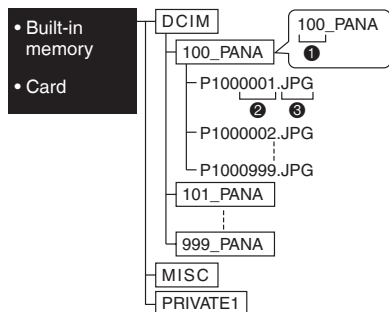 • Built-in
memory
• Card
DCIM
100_PANA
100_PANA
❶
P1000001.JPG
❷ ❸
P1000002.JPG
P1000999.JPG
101_PANA
999_PANA
MISC
PRIVATE1